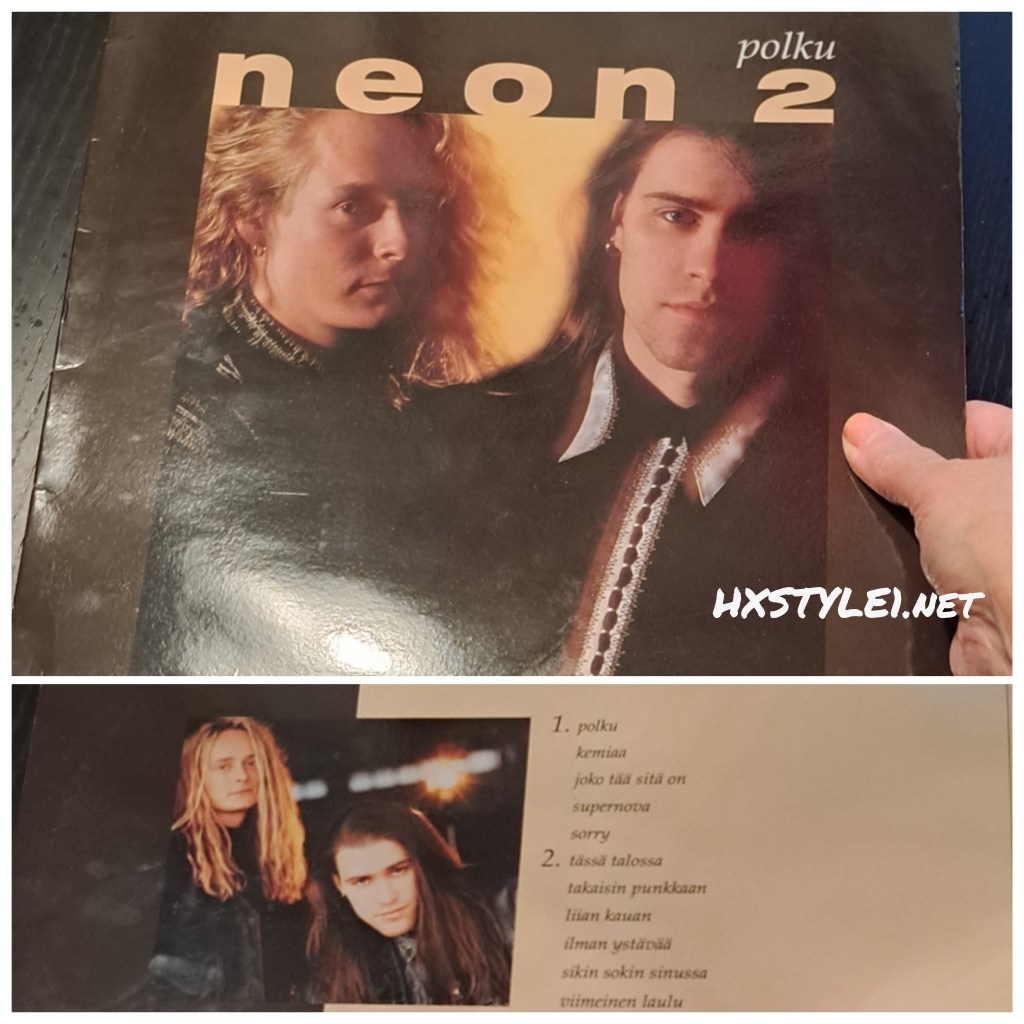 polku
neon 2
HXSTYLE1.NET
1. polku
kemiaa
joko tää sitä on
supernova
sorry
2. tässä talossa
takaisin punkkaan
liian kauan
ilman ystävää
sikin sokin sinussa
viimeinen laulu